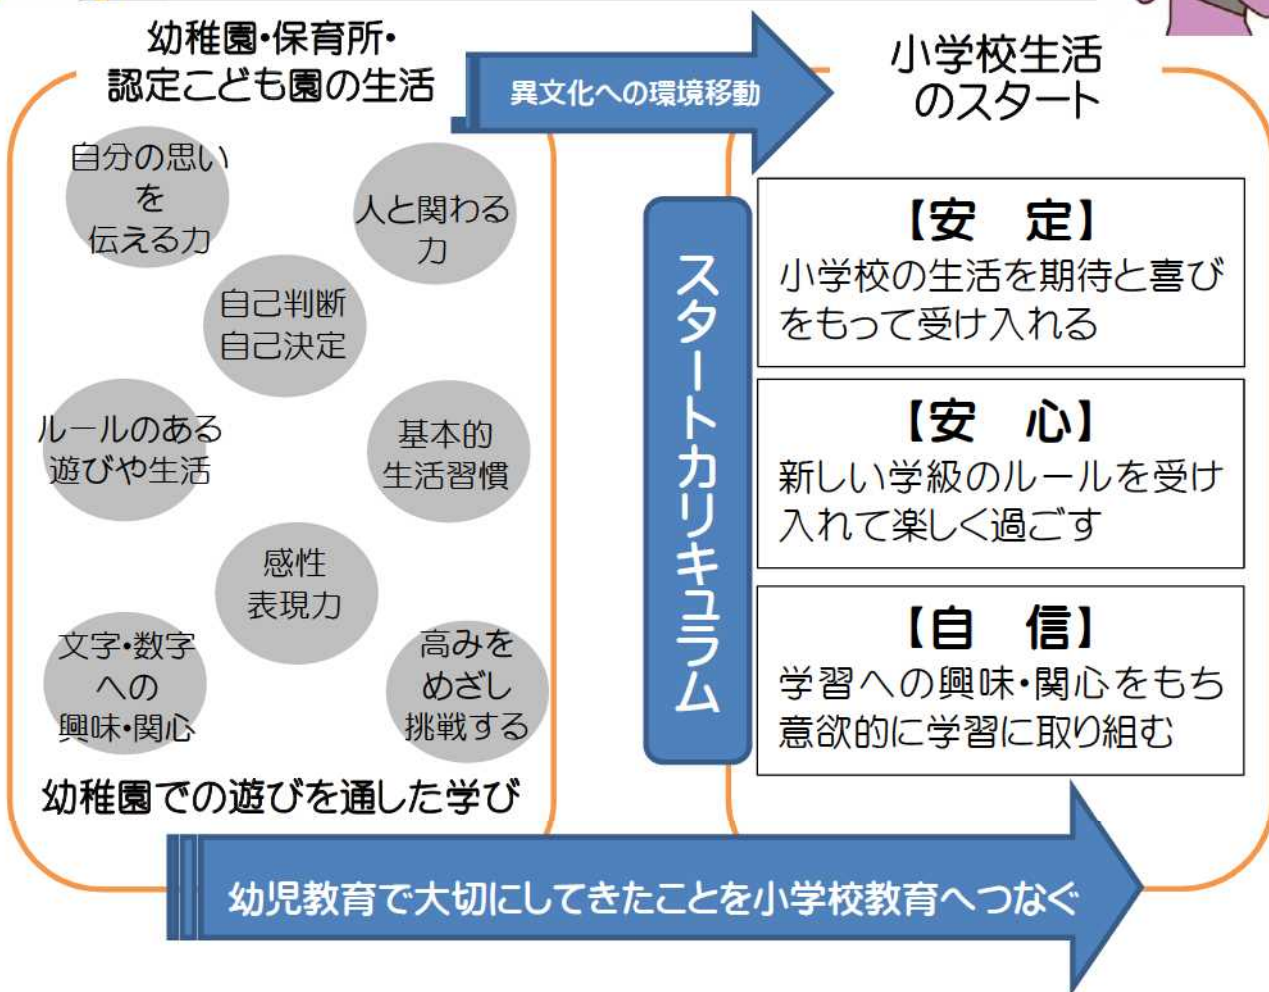 幼稚園・保育所・
認定こども園の生活
異文化への環境移動
小学校生活
のスタート
自分の思い
を
伝える力
人と関わる
力
自己判断
自己決定
ルールのある
遊びや生活
基本的
生活習慣
感性
表現力
文字・数字
への
興味・関心
高みを
めざし
挑戦する
幼稚園での遊びを通した学び
スタートカリキュラム
【安　定】
小学校の生活を期待と喜び
をもって受け入れる
【安　心】
新しい学級のルールを受け
入れて楽しく過ごす
【自　信】
学習への興味・関心をもち
意欲的に学習に取り組む
幼児教育で大切にしてきたことを小学校教育へつなぐ